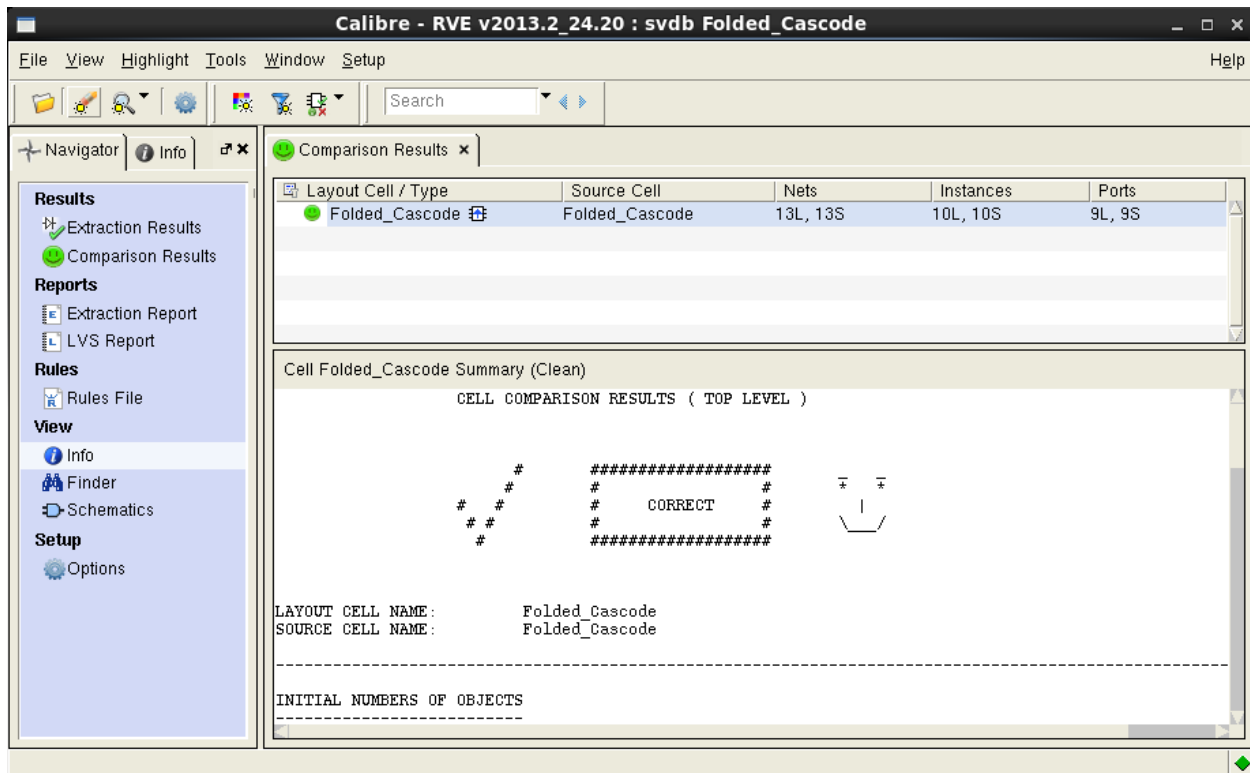 Calibre - RVE v2013.2_24.20 : svdb Folded_Cascode
File View Highlight Tools Window Setup Help
Search
Navigator Info
Results
Extraction Results
Comparison Results
Reports
Extraction Report
LVS Report
Rules
Rules File
View
Info
Finder
Schematics
Setup
Options
Comparison Results
Layout Cell / Type Source Cell Nets Instances Ports
Folded_Cascode Folded_Cascode 13L, 13S 10L, 10S 9L, 9S
Cell Folded_Cascode Summary (Clean)
CELL COMPARISON RESULTS ( TOP LEVEL )
# ###################
# # #
# # # CORRECT #
# # # #
# ###################
LAYOUT CELL NAME: Folded_Cascode
SOURCE CELL NAME: Folded_Cascode
INITIAL NUMBERS OF OBJECTS